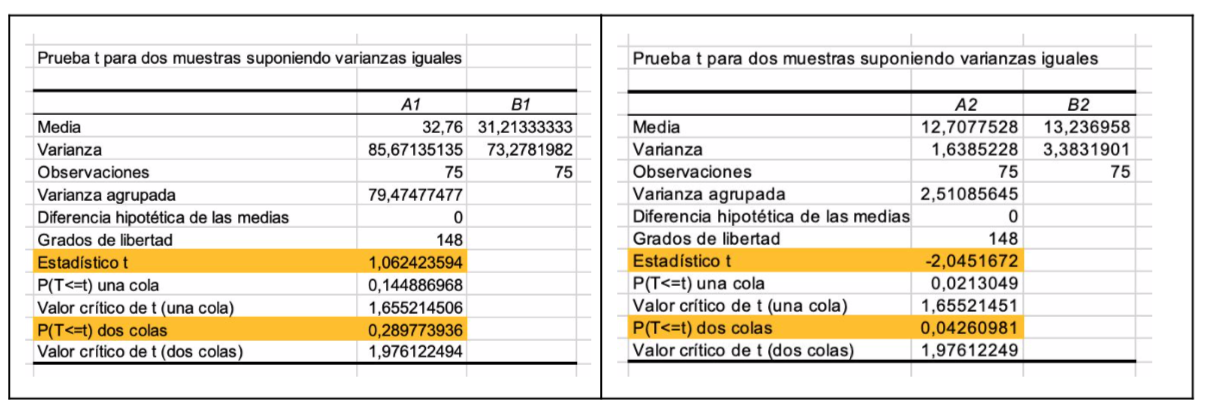 Prueba t para dos muestras suponiendo varianzas iguales
A1 B1
Media 32,76 31,21333333
Varianza 85,67135135 73,2781982
Observaciones 75 75
Varianza agrupada 79,47477477
Diferencia hipotética de las medias 0
Grados de libertad 148
Estadístico t 1,062423594
P(T<=t) una cola 0,144886968
Valor crítico de t (una cola) 1,655214506
P(T<=t) dos colas 0,289773936
Valor crítico de t (dos colas) 1,976122494
Prueba t para dos muestras suponiendo varianzas iguales
A2 B2
Media 12,7077528 13,236958
Varianza 1,6385228 3,3831901
Observaciones 75 75
Varianza agrupada 2,51085645
Diferencia hipotética de las medias 0
Grados de libertad 148
Estadístico t -2,0451672
P(T<=t) una cola 0,0213049
Valor crítico de t (una cola) 1,65521451
P(T<=t) dos colas 0,04260981
Valor crítico de t (dos colas) 1,97612249